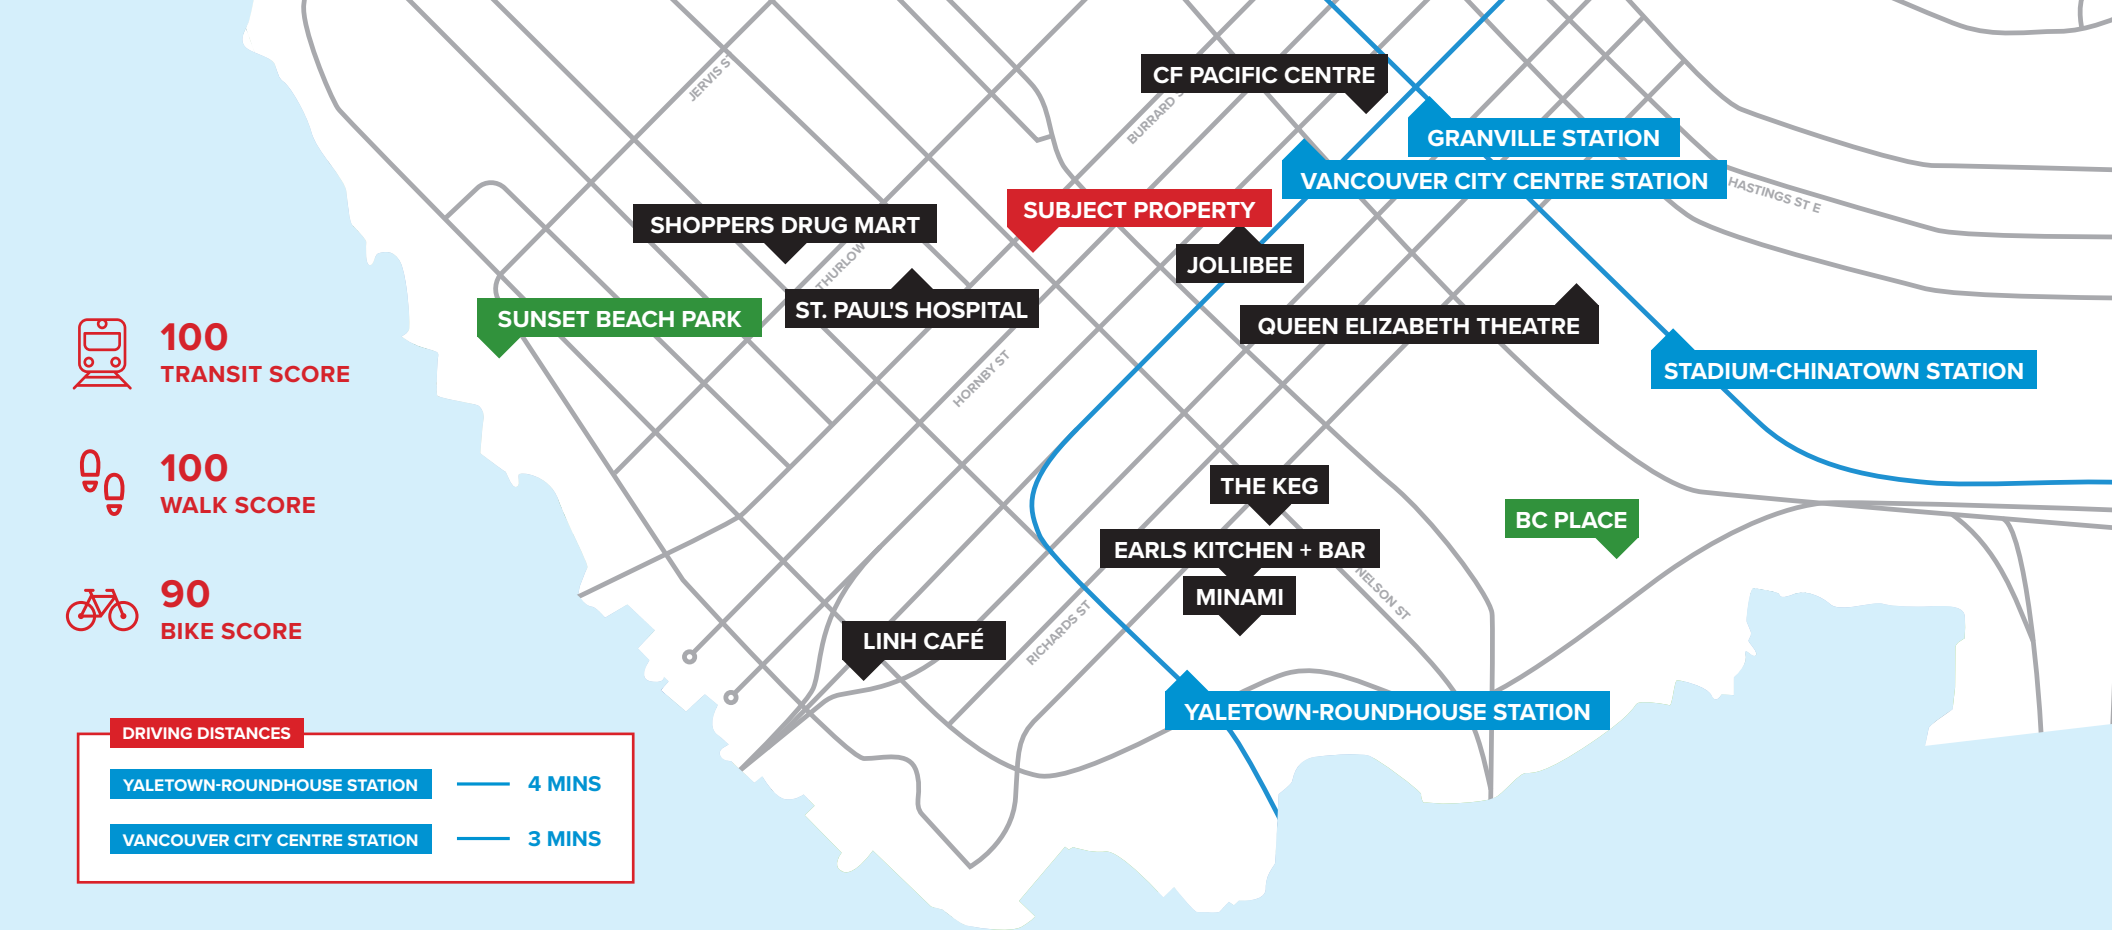 JERVIS ST
CF PACIFIC CENTRE
BURRARD S
GRANVILLE STATION
VANCOUVER CITY CENTRE STATION
HASTINGS ST E
SUBJECT PROPERTY
SHOPPERS DRUG MART
THURLOW
JOLLIBEE
ST. PAUL'S HOSPITAL
SUNSET BEACH PARK
QUEEN ELIZABETH THEATRE
STADIUM-CHINATOWN STATION
HORNBY ST
100
TRANSIT SCORE
100
WALK SCORE
90
BIKE SCORE
THE KEG
BC PLACE
EARLS KITCHEN + BAR
MINAMI
NELSON ST
RICHARDS ST
LINH CAFÉ
YALETOWN-ROUNDHOUSE STATION
DRIVING DISTANCES
YALETOWN-ROUNDHOUSE STATION 4 MINS
VANCOUVER CITY CENTRE STATION 3 MINS